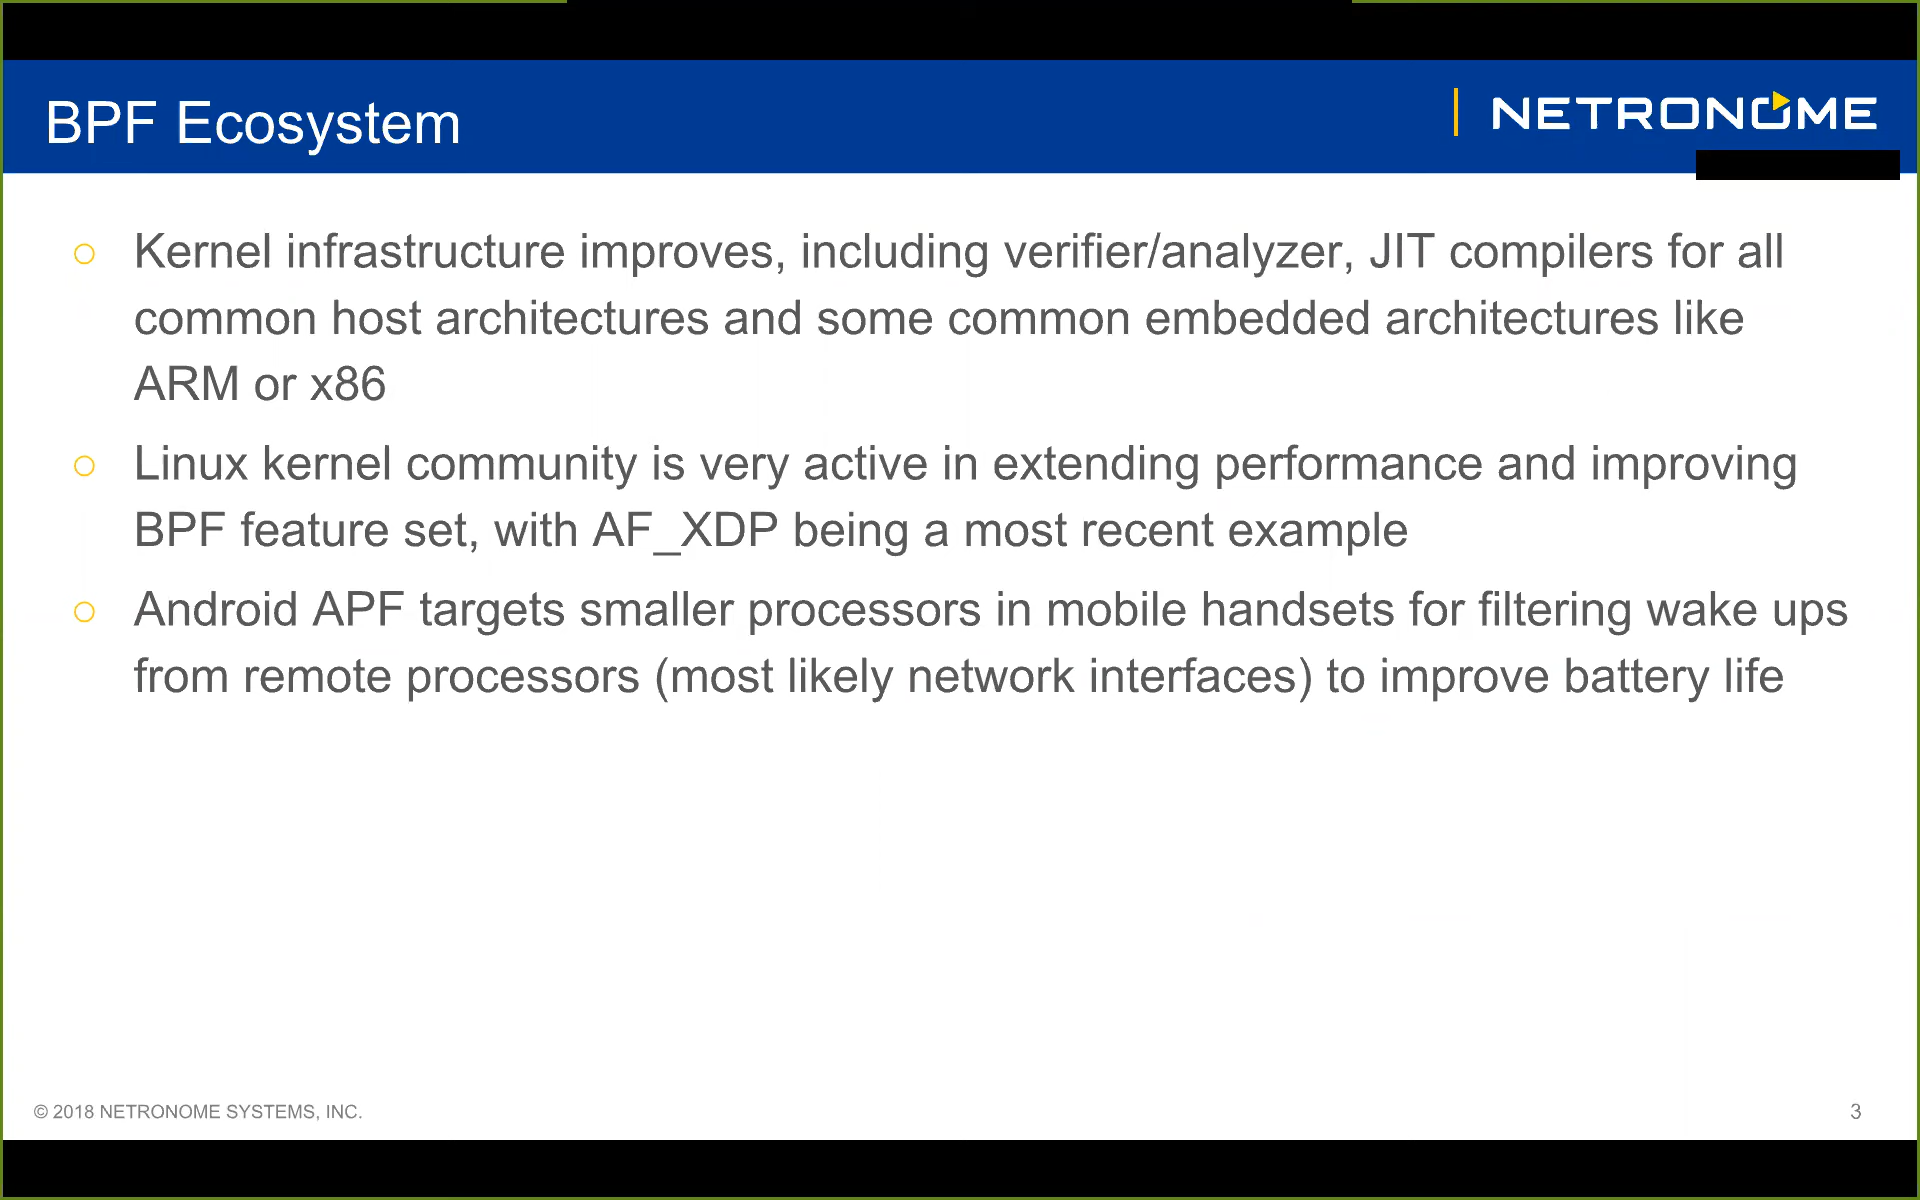 BPF Ecosystem
NETRONOME
○ Kernel infrastructure improves, including verifier/analyzer, JIT compilers for all
common host architectures and some common embedded architectures like
ARM or x86
○ Linux kernel community is very active in extending performance and improving
BPF feature set, with AF_XDP being a most recent example
○ Android APF targets smaller processors in mobile handsets for filtering wake ups
from remote processors (most likely network interfaces) to improve battery life
© 2018 NETRONOME SYSTEMS, INC.
3